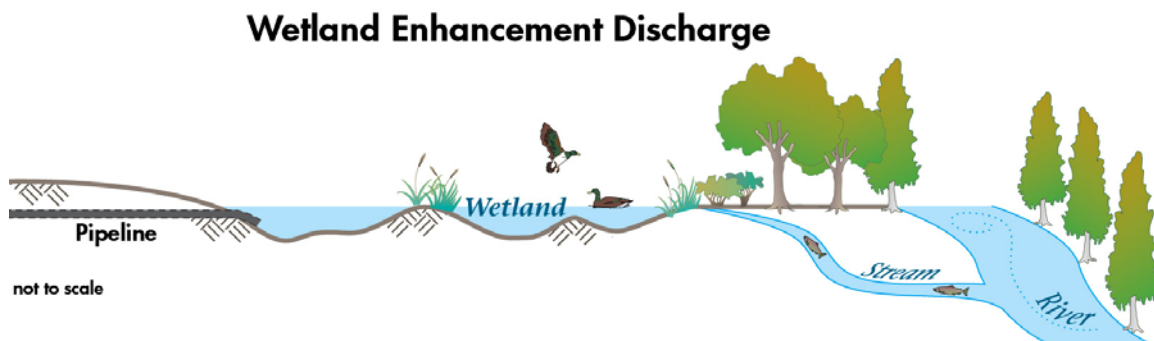 Wetland Enhancement Discharge
Wetland
Pipeline
Stream
not to scale
River